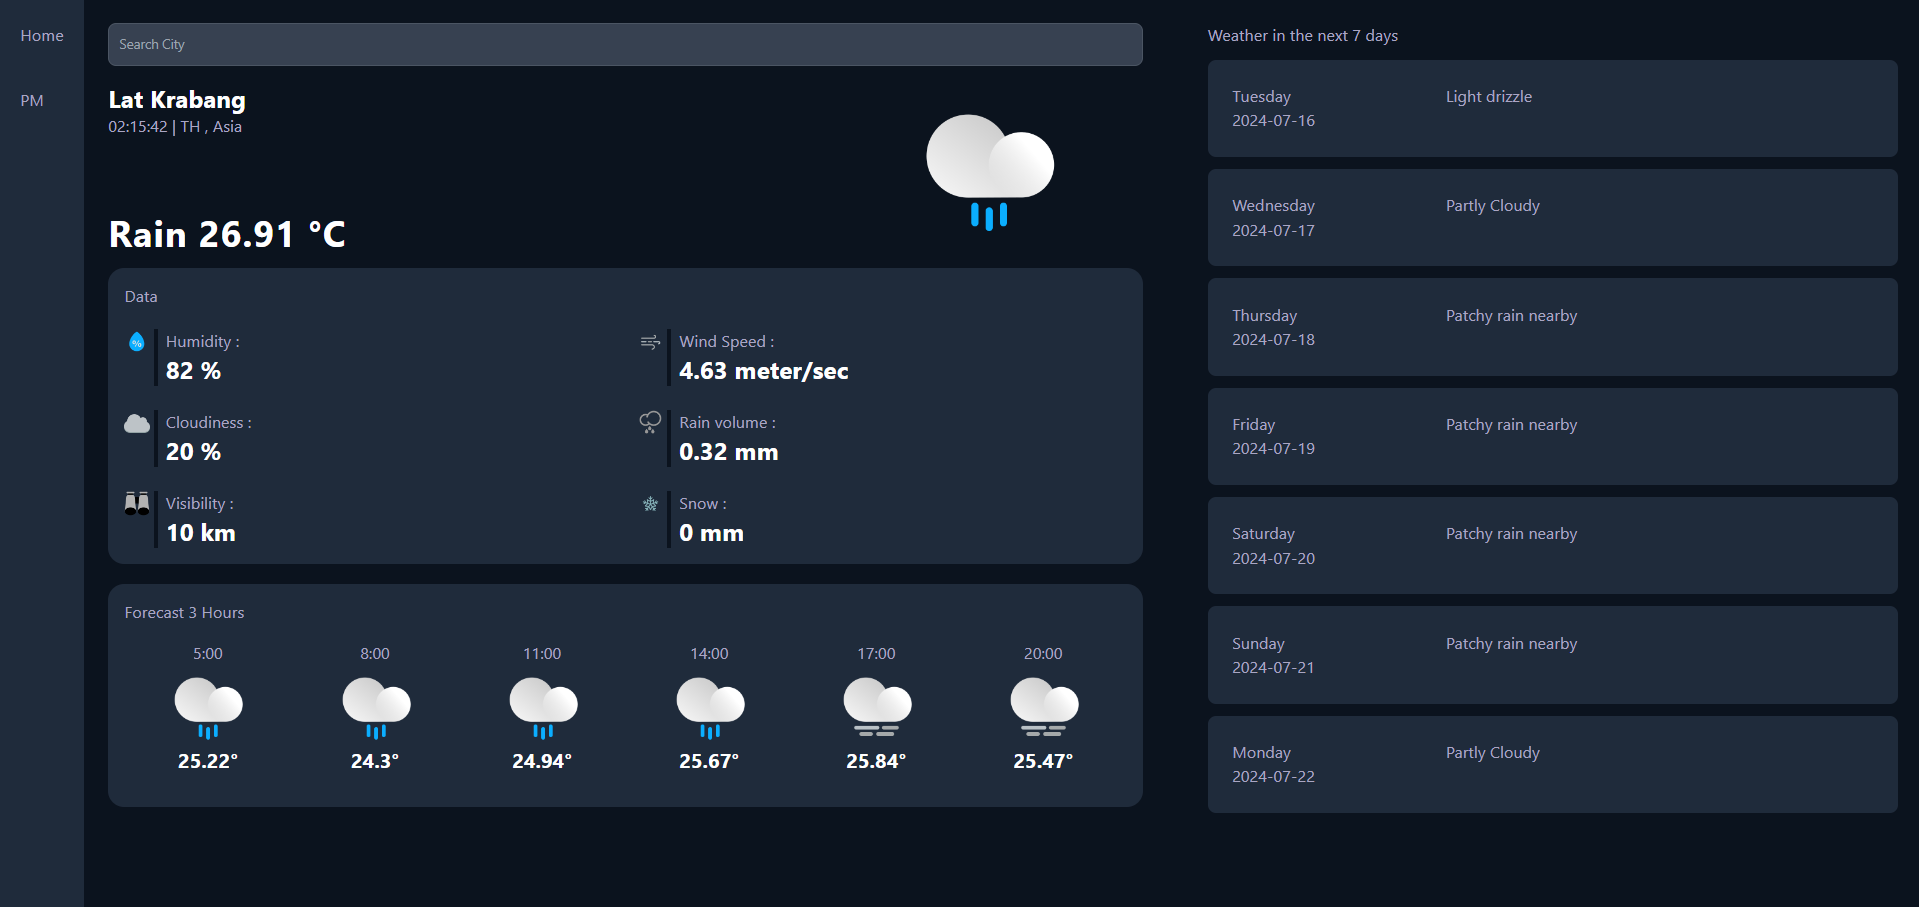 Home
PM
Search City
Lat Krabang
02:15:42 | TH , Asia
Rain 26.91 °C
Data
%
Humidity :
82 %
Wind Speed :
4.63 meter/sec
Cloudiness :
20 %
Rain volume :
0.32 mm
Visibility :
10 km
Snow :
0 mm
Forecast 3 Hours
5:00 8:00 11:00 14:00 17:00 20:00
25.22° 24.3° 24.94° 25.67° 25.84° 25.47°
Weather in the next 7 days
Tuesday Light drizzle
2024-07-16
Wednesday Partly Cloudy
2024-07-17
Thursday Patchy rain nearby
2024-07-18
Friday Patchy rain nearby
2024-07-19
Saturday Patchy rain nearby
2024-07-20
Sunday Patchy rain nearby
2024-07-21
Monday Partly Cloudy
2024-07-22